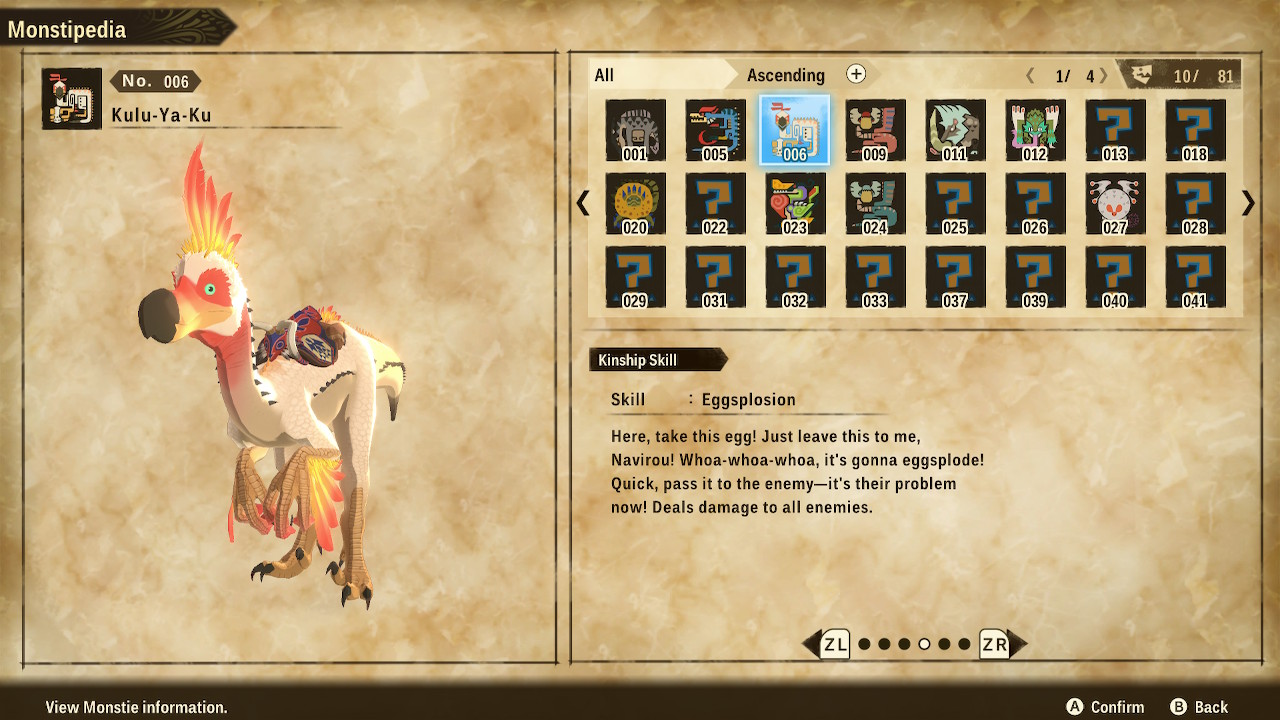 Monstipedia
No. 006
Kulu-Ya-Ku
All
Ascending
1/ 4
10/ 81
001 005 006 009 011 012 013 018
020 022 023 024 025 026 027 028
029 031 032 033 037 039 040 041
Kinship Skill
Skill : Eggsplosion
Here, take this egg! Just leave this to me,
Navirou! Whoa-whoa-whoa, it's gonna eggsplode!
Quick, pass it to the enemy—it's their problem
now! Deals damage to all enemies.
ZL ZR
View Monstie information.
A Confirm B Back